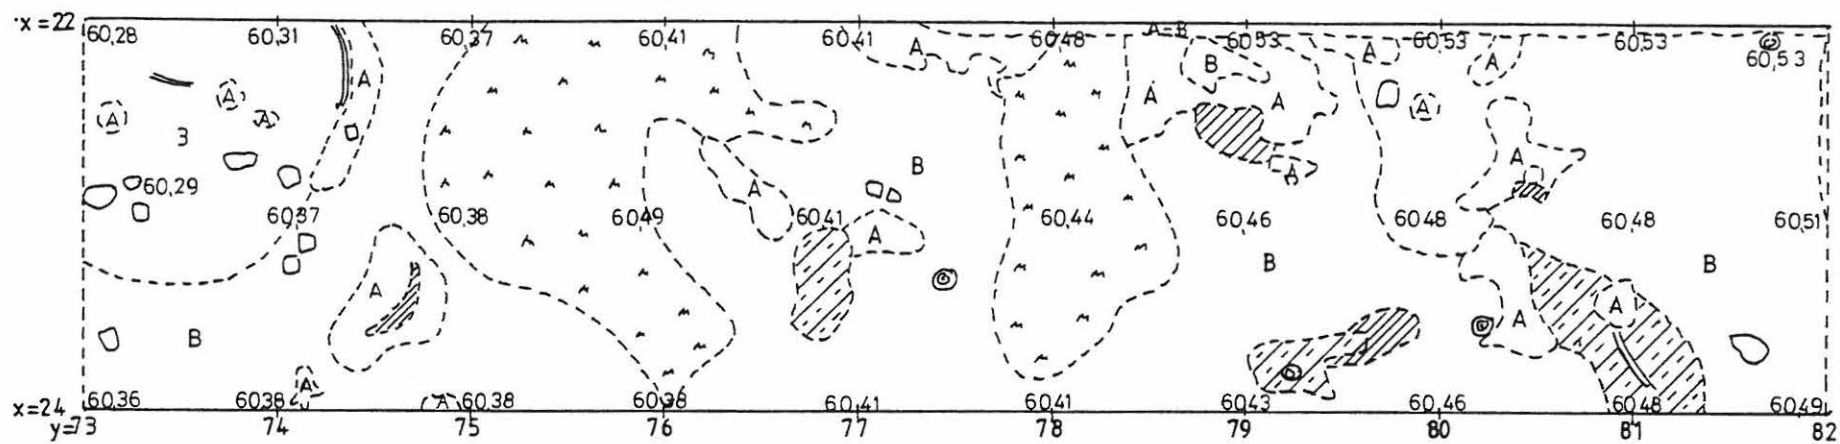 x=22 60,28 60,31 60,37 60,41 60,41 A 60,48 A=B 60,53 A 60,53 60,53 60,53
A A B A A A A A A
3 B A A
60,29 A
60,37 60,38 60,49 60,41 60,44 60,46 60,48 60,48 60,51
A A B B
A A
B
A A
60,36 60,38 60,38 60,38 60,41 60,41 60,43 60,46 60,48 60,49
x=24
y=73 74 75 76 77 78 79 80 81 82